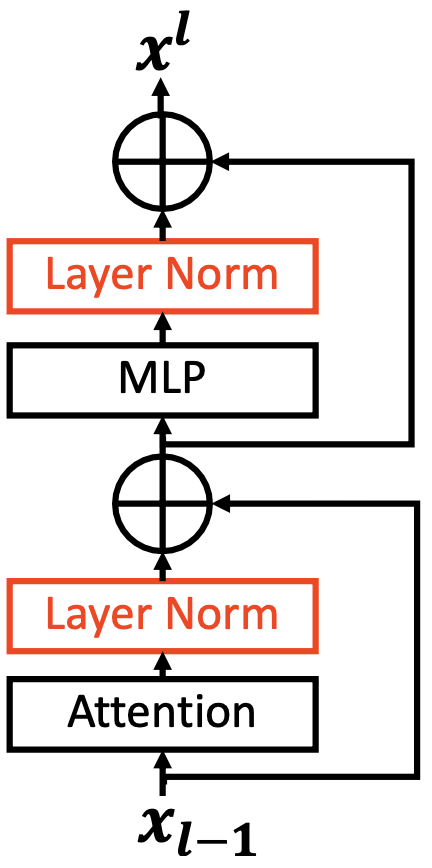 x^l
Layer Norm
MLP
Layer Norm
Attention
x_{l-1}